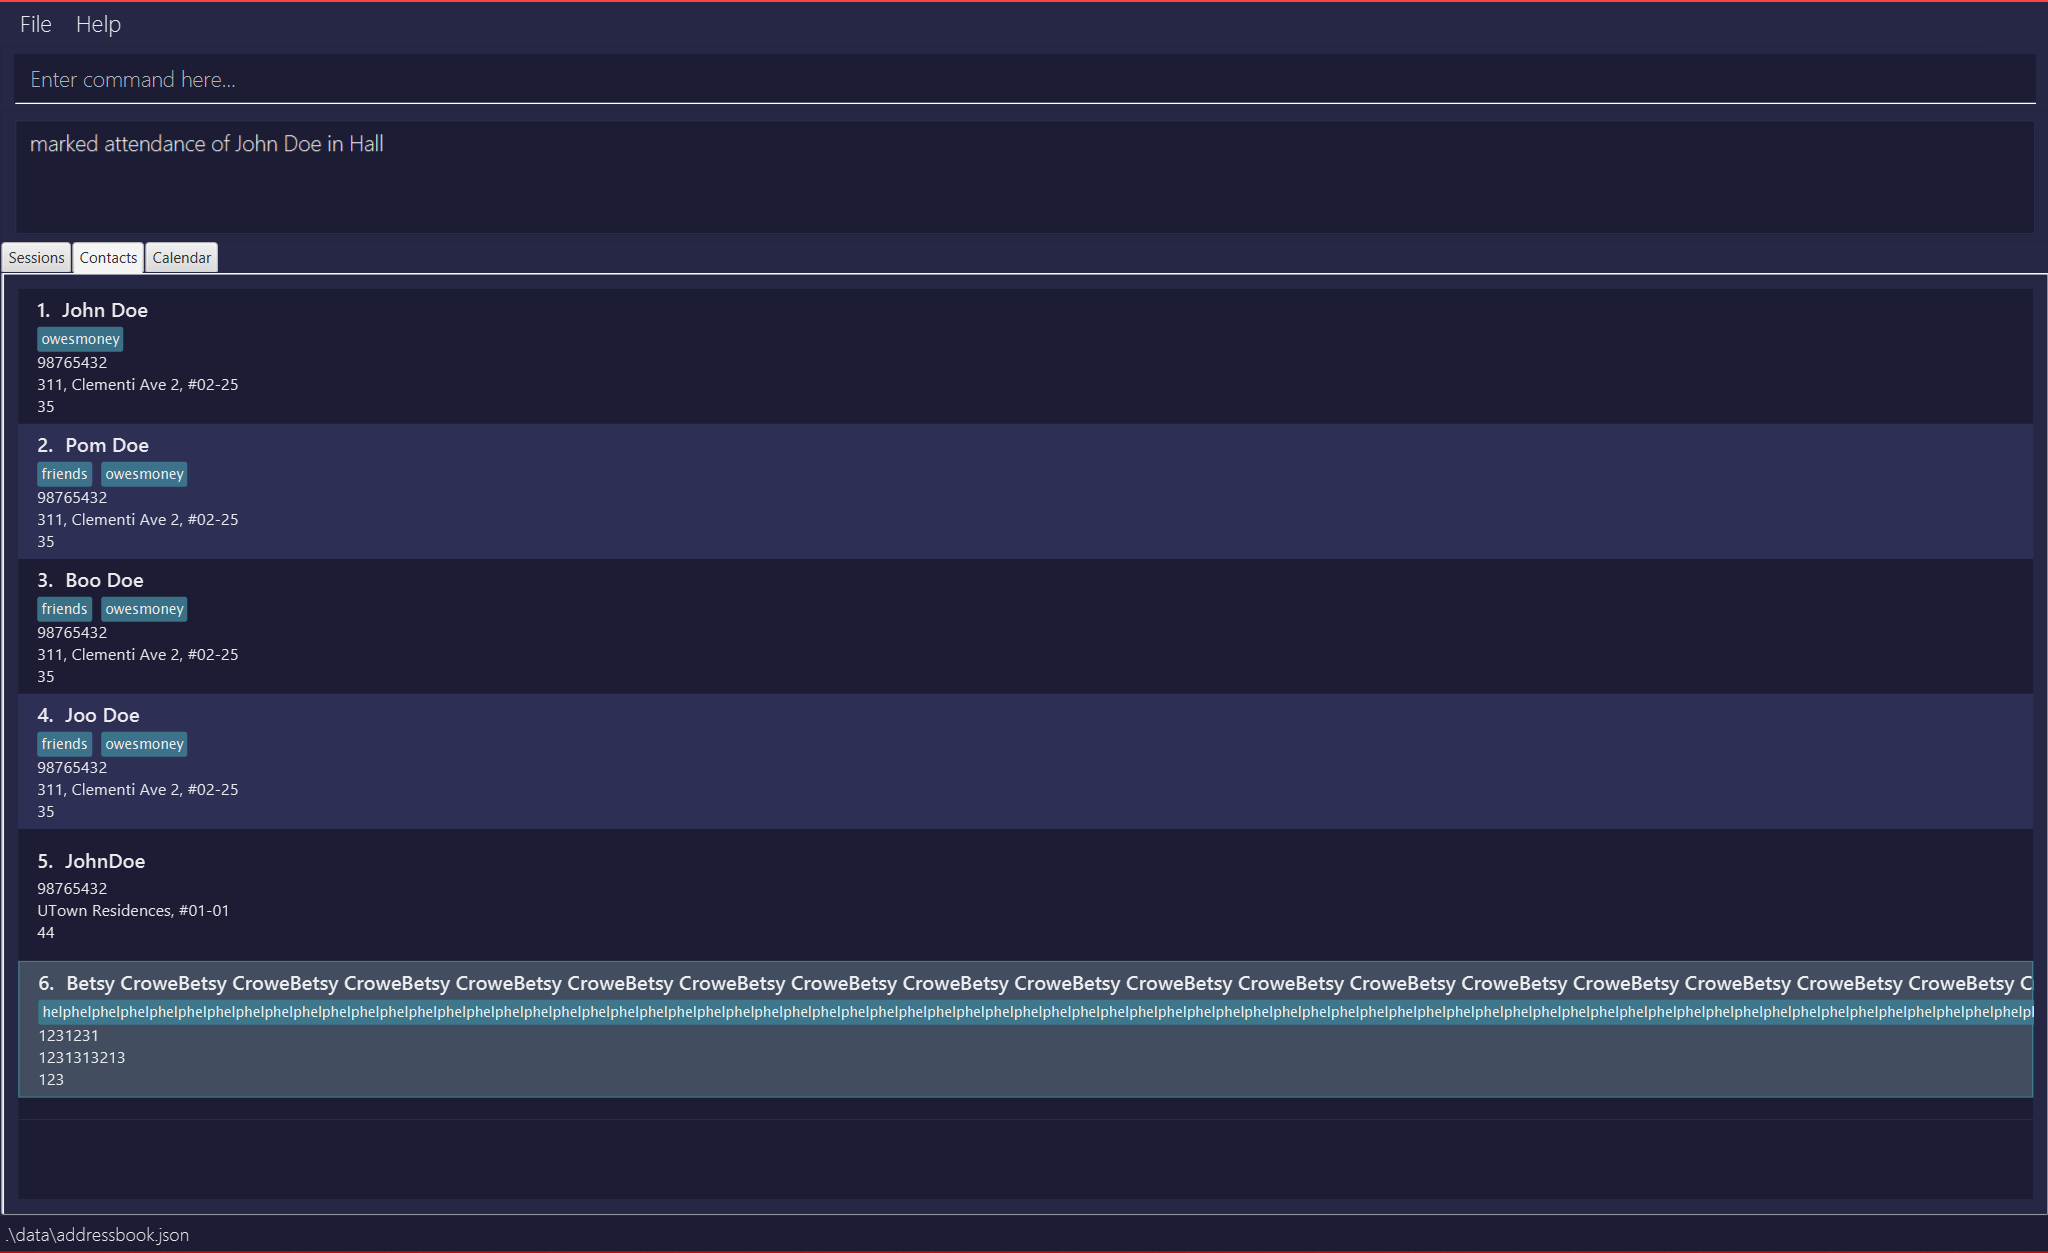 File Help
Enter command here...
marked attendance of John Doe in Hall
Sessions Contacts Calendar
1. John Doe
owesmoney
98765432
311, Clementi Ave 2, #02-25
35
2. Pom Doe
friends owesmoney
98765432
311, Clementi Ave 2, #02-25
35
3. Boo Doe
friends owesmoney
98765432
311, Clementi Ave 2, #02-25
35
4. Joo Doe
friends owesmoney
98765432
311, Clementi Ave 2, #02-25
35
5. JohnDoe
98765432
UTown Residences, #01-01
44
6. Betsy CroweBetsy CroweBetsy CroweBetsy CroweBetsy CroweBetsy CroweBetsy CroweBetsy CroweBetsy CroweBetsy CroweBetsy CroweBetsy CroweBetsy CroweBetsy CroweBetsy CroweBetsy CroweBetsy CroweBetsy C
helphelphelphelphelphelphelphelphelphelphelphelphelphelphelphelphelphelphelphelphelphelphelphelphelphelphelphelphelphelphelphelphelphelphelphelphelphelphelphelphelphelphelphelphelphelphelphelphelphelphelphelphelphelphelphelphelphelphelphelphelphelphelphelphelphelphelphelphelphel
1231231
1231313213
123
.\data\addressbook.json